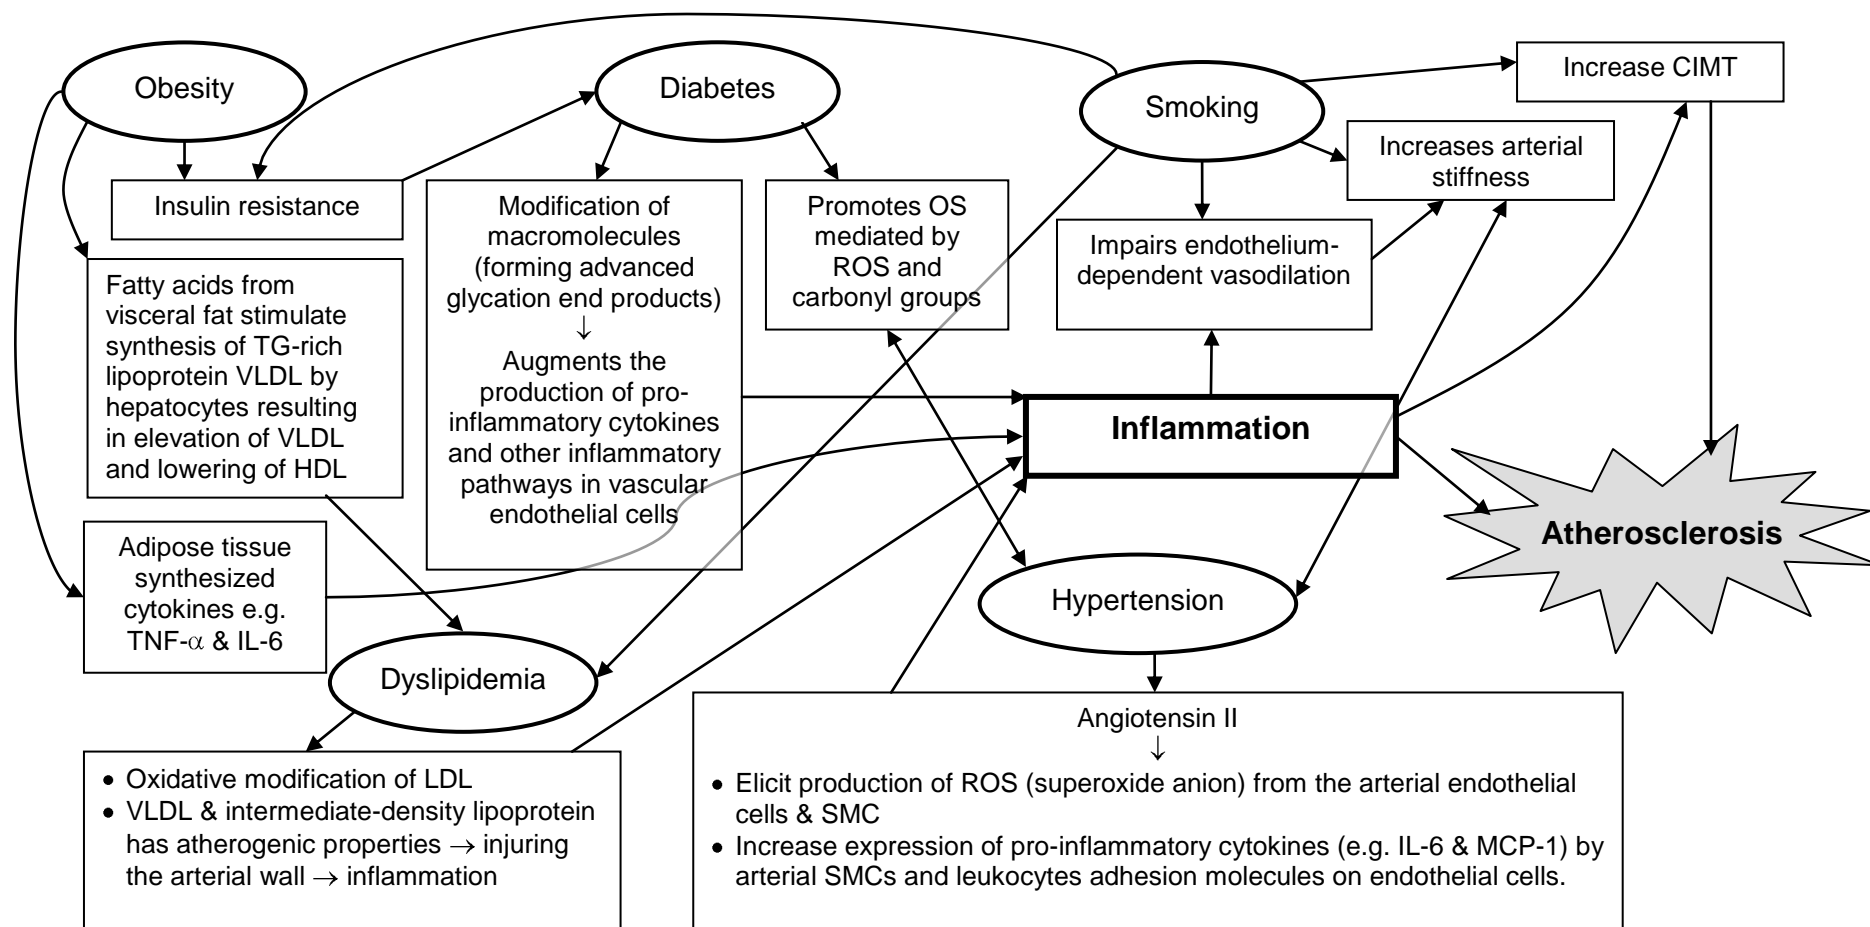 Obesity
Diabetes
Smoking
Increase CIMT
Increases arterial
stiffness
Insulin resistance
Modification of
macromolecules
(forming advanced
glycation end products)
↓
Augments the
production of pro-
inflammatory cytokines
and other inflammatory
pathways in vascular
endothelial cells
Promotes OS
mediated by
ROS and
carbonyl groups
Impairs endothelium-
dependent vasodilation
Fatty acids from
visceral fat stimulate
synthesis of TG-rich
lipoprotein VLDL by
hepatocytes resulting
in elevation of VLDL
and lowering of HDL
Inflammation
Atherosclerosis
Adipose tissue
synthesized
cytokines e.g.
TNF-α & IL-6
Hypertension
Dyslipidemia
• Oxidative modification of LDL
• VLDL & intermediate-density lipoprotein
has atherogenic properties → injuring
the arterial wall → inflammation
Angiotensin II
↓
• Elicit production of ROS (superoxide anion) from the arterial endothelial
cells & SMC
• Increase expression of pro-inflammatory cytokines (e.g. IL-6 & MCP-1) by
arterial SMCs and leukocytes adhesion molecules on endothelial cells.